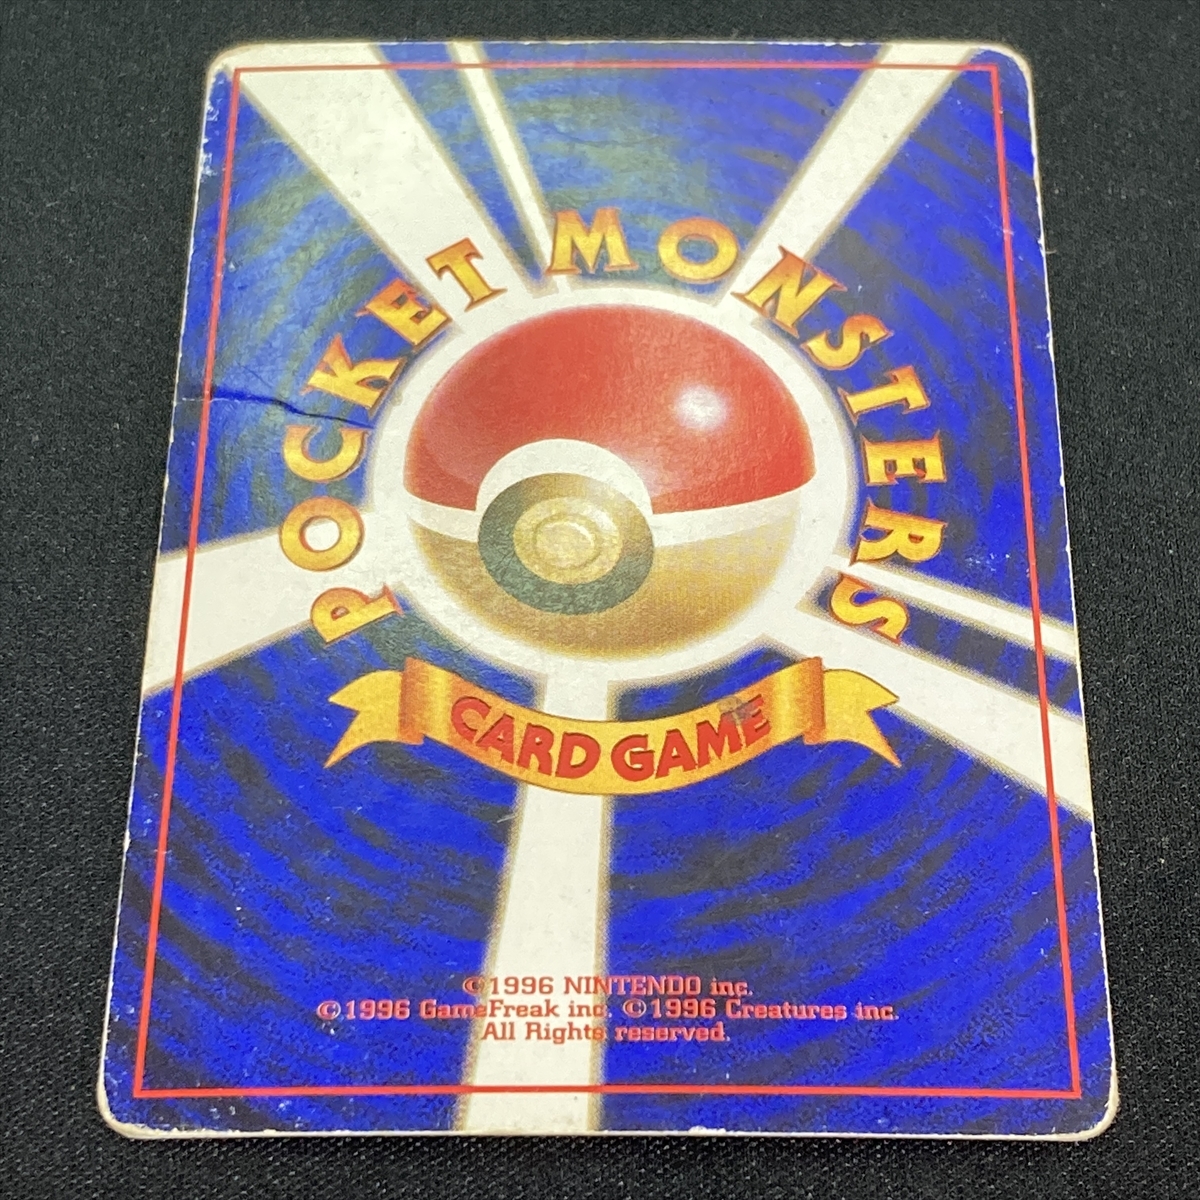 POCKET MONSTERS
CARD GAME
©1996 NINTENDO inc.
©1996 GameFreak inc. ©1996 Creatures inc.
All Rights reserved.